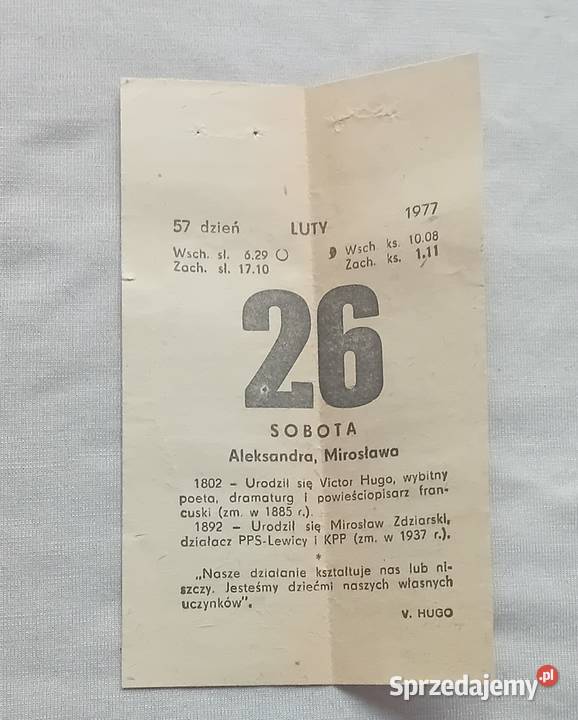 57 dzień LUTY 1977
Wsch. sł. 6.29 Wsch ks. 10.08
Zach. sł. 17.10 Zach. ks. 1.11
26
SOBOTA
Aleksandra, Mirosława
1802 – Urodził się Victor Hugo, wybitny
poeta, dramaturg i powieściopisarz fran-
cuski (zm. w 1885 r.).
1892 – Urodził się Mirosław Zdziarski,
działacz PPS-Lewicy i KPP (zm. w 1937 r.).
*
„Nasze działanie kształtuje nas lub ni-
szczy. Jesteśmy dziećmi naszych własnych
uczynków”.
V. HUGO
Sprzedajemy.pl